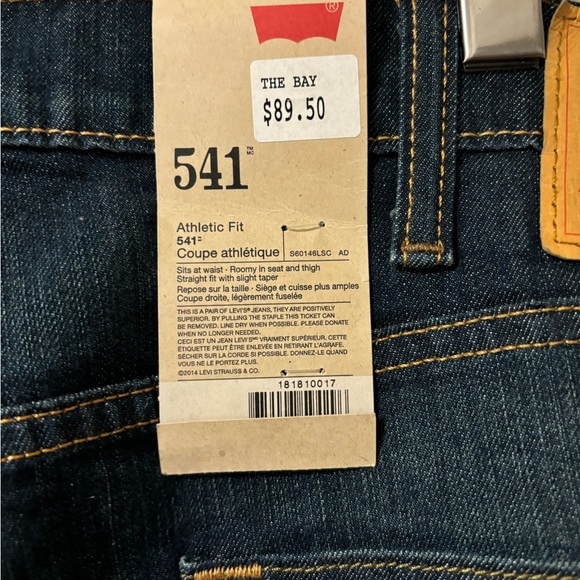 ®
THE BAY
$89.50
541™
MC
Athletic Fit
541™
Coupe athlétique
S60146LSC AD
Sits at waist · Roomy in seat and thigh
Straight fit with slight taper
Repose sur la taille · Siège et cuisse plus amples
Coupe droite, légèrement fuselée
THIS IS A PAIR OF LEVI'S® JEANS, THEY ARE POSITIVELY
SUPERIOR. BY PULLING THE STAPLE THIS TICKET CAN
BE REMOVED. LINE DRY WHEN POSSIBLE. PLEASE DONATE
WHEN NO LONGER NEEDED.
CECI EST UN JEAN LEVI'S® VRAIMENT SUPÉRIEUR. CETTE
ÉTIQUETTE PEUT ÊTRE ENLEVÉE EN RETIRANT L'AGRAFE.
SÉCHER SUR LA CORDE SI POSSIBLE. DONNEZ-LE QUAND
VOUS NE LE PORTEZ PLUS.
©2014 LEVI STRAUSS & CO.
181810017